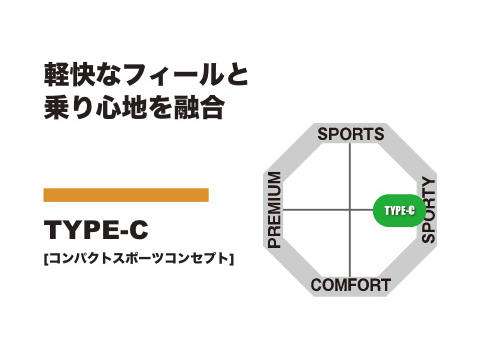 軽快なフィールと
乗り心地を融合
TYPE-C
[コンパクトスポーツコンセプト]
SPORTS
PREMIUM
TYPE-C
SPORTY
COMFORT